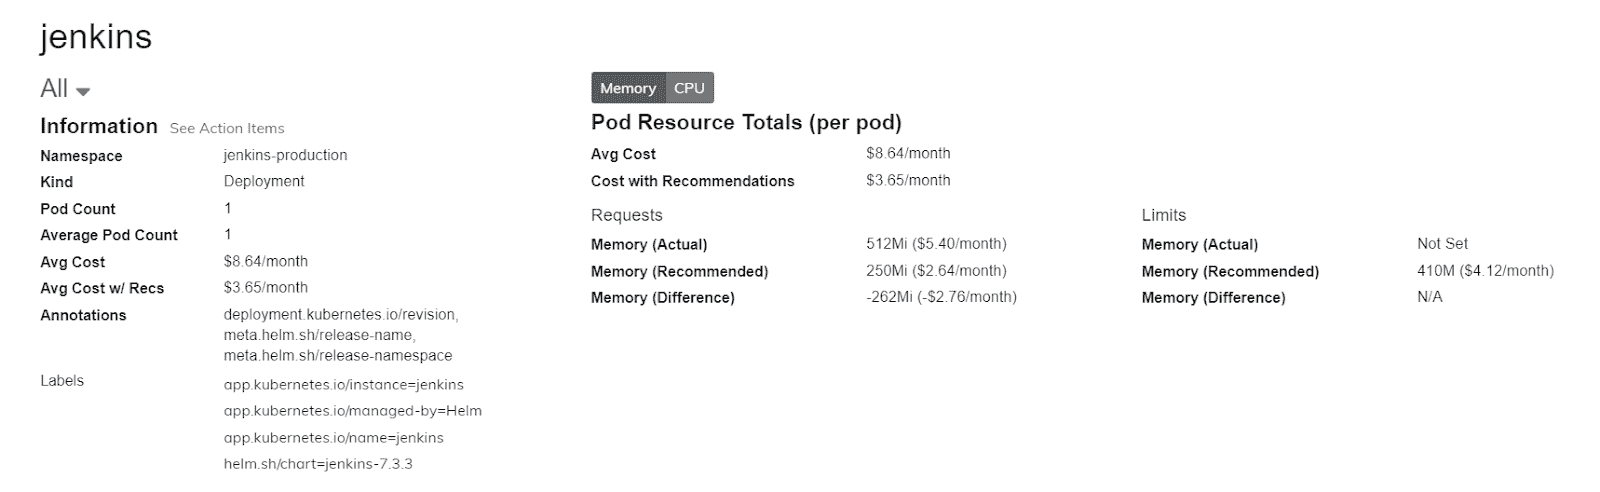 jenkins
All
Information See Action Items
Namespace jenkins-production
Kind Deployment
Pod Count 1
Average Pod Count 1
Avg Cost $8.64/month
Avg Cost w/ Recs $3.65/month
Annotations deployment.kubernetes.io/revision,
meta.helm.sh/release-name,
meta.helm.sh/release-namespace
Labels app.kubernetes.io/instance=jenkins
app.kubernetes.io/managed-by=Helm
app.kubernetes.io/name=jenkins
helm.sh/chart=jenkins-7.3.3
Memory CPU
Pod Resource Totals (per pod)
Avg Cost $8.64/month
Cost with Recommendations $3.65/month
Requests
Memory (Actual) 512Mi ($5.40/month)
Memory (Recommended) 250Mi ($2.64/month)
Memory (Difference) -262Mi (-$2.76/month)
Limits
Memory (Actual) Not Set
Memory (Recommended) 410M ($4.12/month)
Memory (Difference) N/A